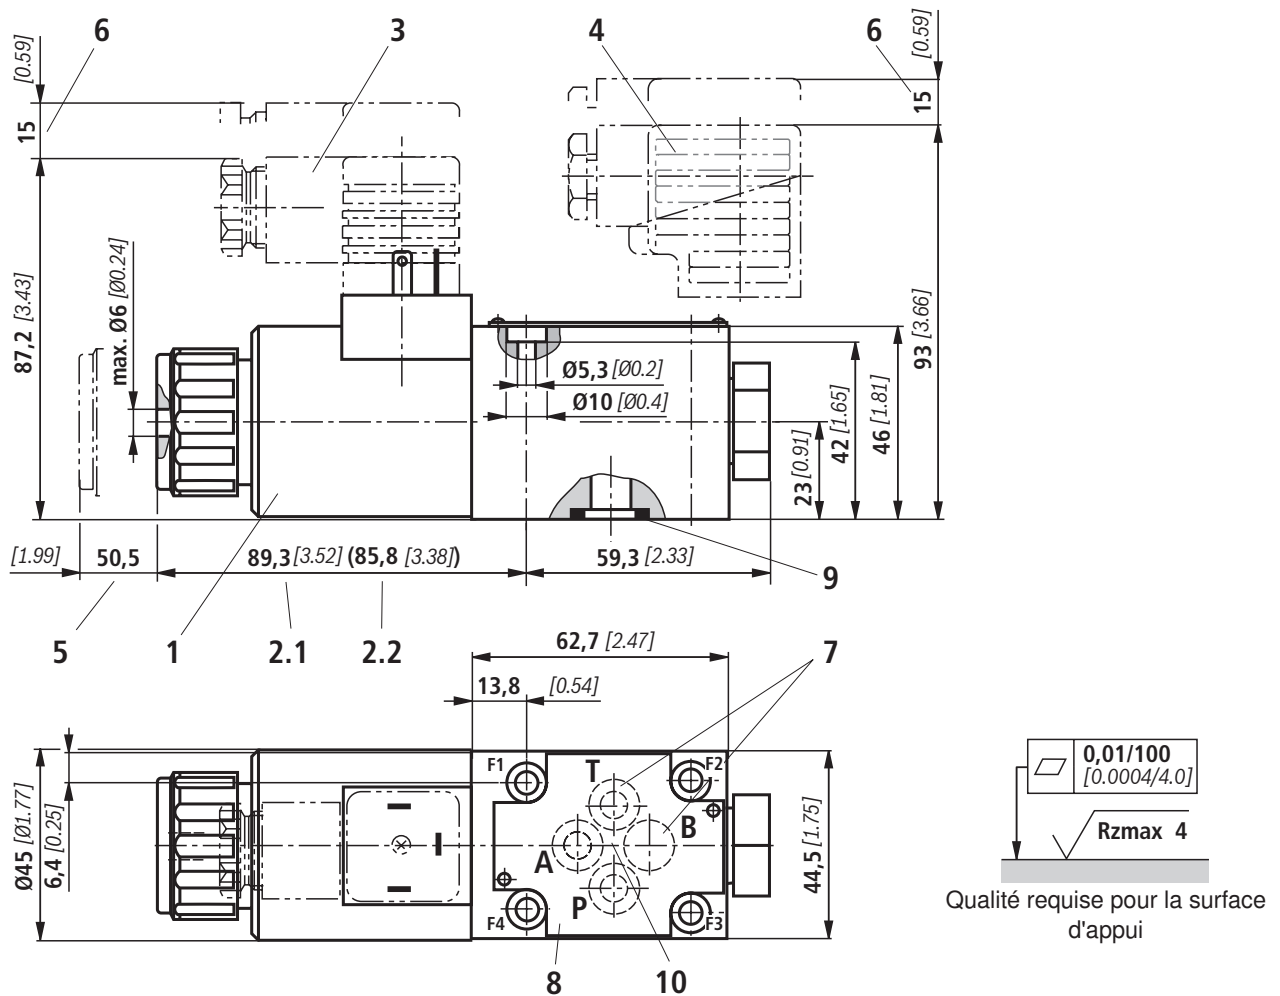 6
3
4
6
15 [0.59]
15 [0.59]
87,2 [3.43]
max. Ø6 [Ø0.24]
Ø5,3 [Ø0.2]
Ø10 [Ø0.4]
23 [0.91]
42 [1.65]
46 [1.81]
93 [3.66]
[1.99] 50,5
89,3 [3.52] (85,8 [3.38])
59,3 [2.33]
9
5
1
2.1
2.2
62,7 [2.47]
7
13,8 [0.54]
F1
T
F2
B
A
P
F4
F3
Ø45 [Ø1.77]
6,4 [0.25]
44,5 [1.75]
8
10
0,01/100
[0.0004/4.0]
Rzmax 4
Qualité requise pour la surface
d'appui